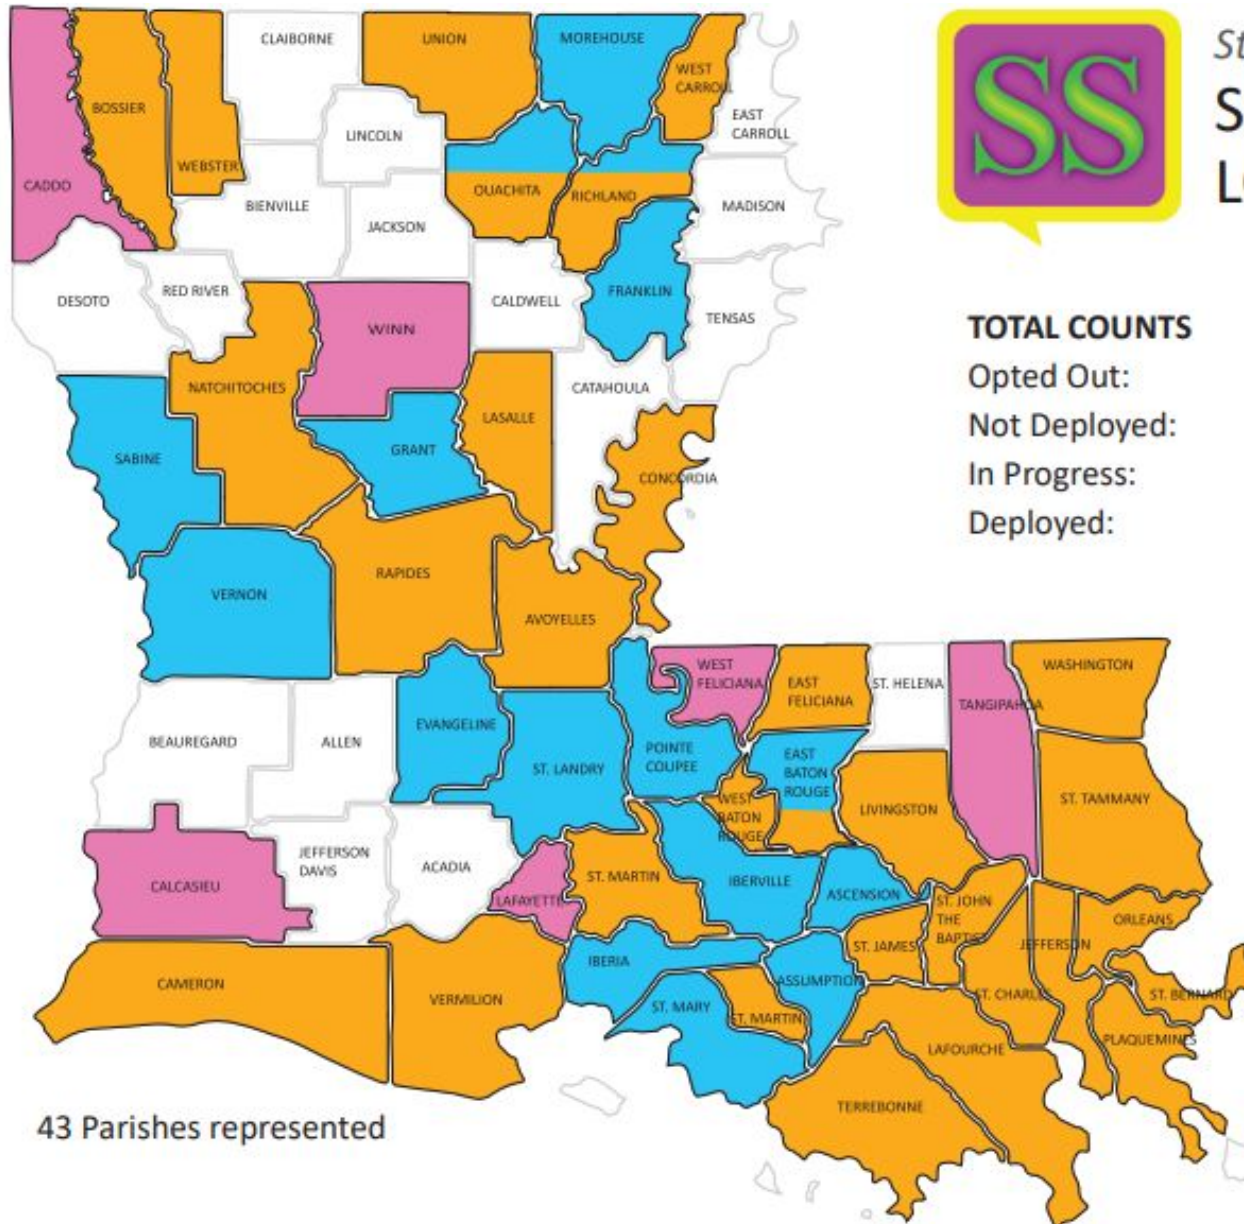 CLAIBORNE
UNION
MOREHOUSE
WEST
CARROLL
BOSSIER
WEBSTER
LINCOLN
EAST
CARROLL
CADDO
BIENVILLE
JACKSON
OUACHITA
RICHLAND
MADISON
DESOTO
RED RIVER
WINN
CALDWELL
FRANKLIN
TENSAS
NATCHITOCHES
CATAHOULA
LASALLE
SABINE
GRANT
CONCORDIA
VERNON
RAPIDES
AVOYELLES
WEST
FELICIANA
EAST
FELICIANA
ST. HELENA
TANGIPAHOA
WASHINGTON
BEAUREGARD
ALLEN
EVANGELINE
ST. LANDRY
POINTE
COUPEE
EAST
BATON
ROUGE
WEST
BATON
ROUGE
LIVINGSTON
ST. TAMMANY
CALCASIEU
JEFFERSON
DAVIS
ACADIA
LAFAYETTE
ST. MARTIN
IBERVILLE
ASCENSION
ST. JOHN
THE
BAPTIST
ST. JAMES
JEFFERSON
ORLEANS
CAMERON
VERMILION
IBERIA
ST. MARY
ST. MARTIN
ASSUMPTION
ST. CHARLES
ST. BERNARD
PLAQUEMINES
LAFOURCHE
TERREBONNE
43 Parishes represented
SS
St
S
TOTAL COUNTS
Opted Out:
Not Deployed:
In Progress:
Deployed: